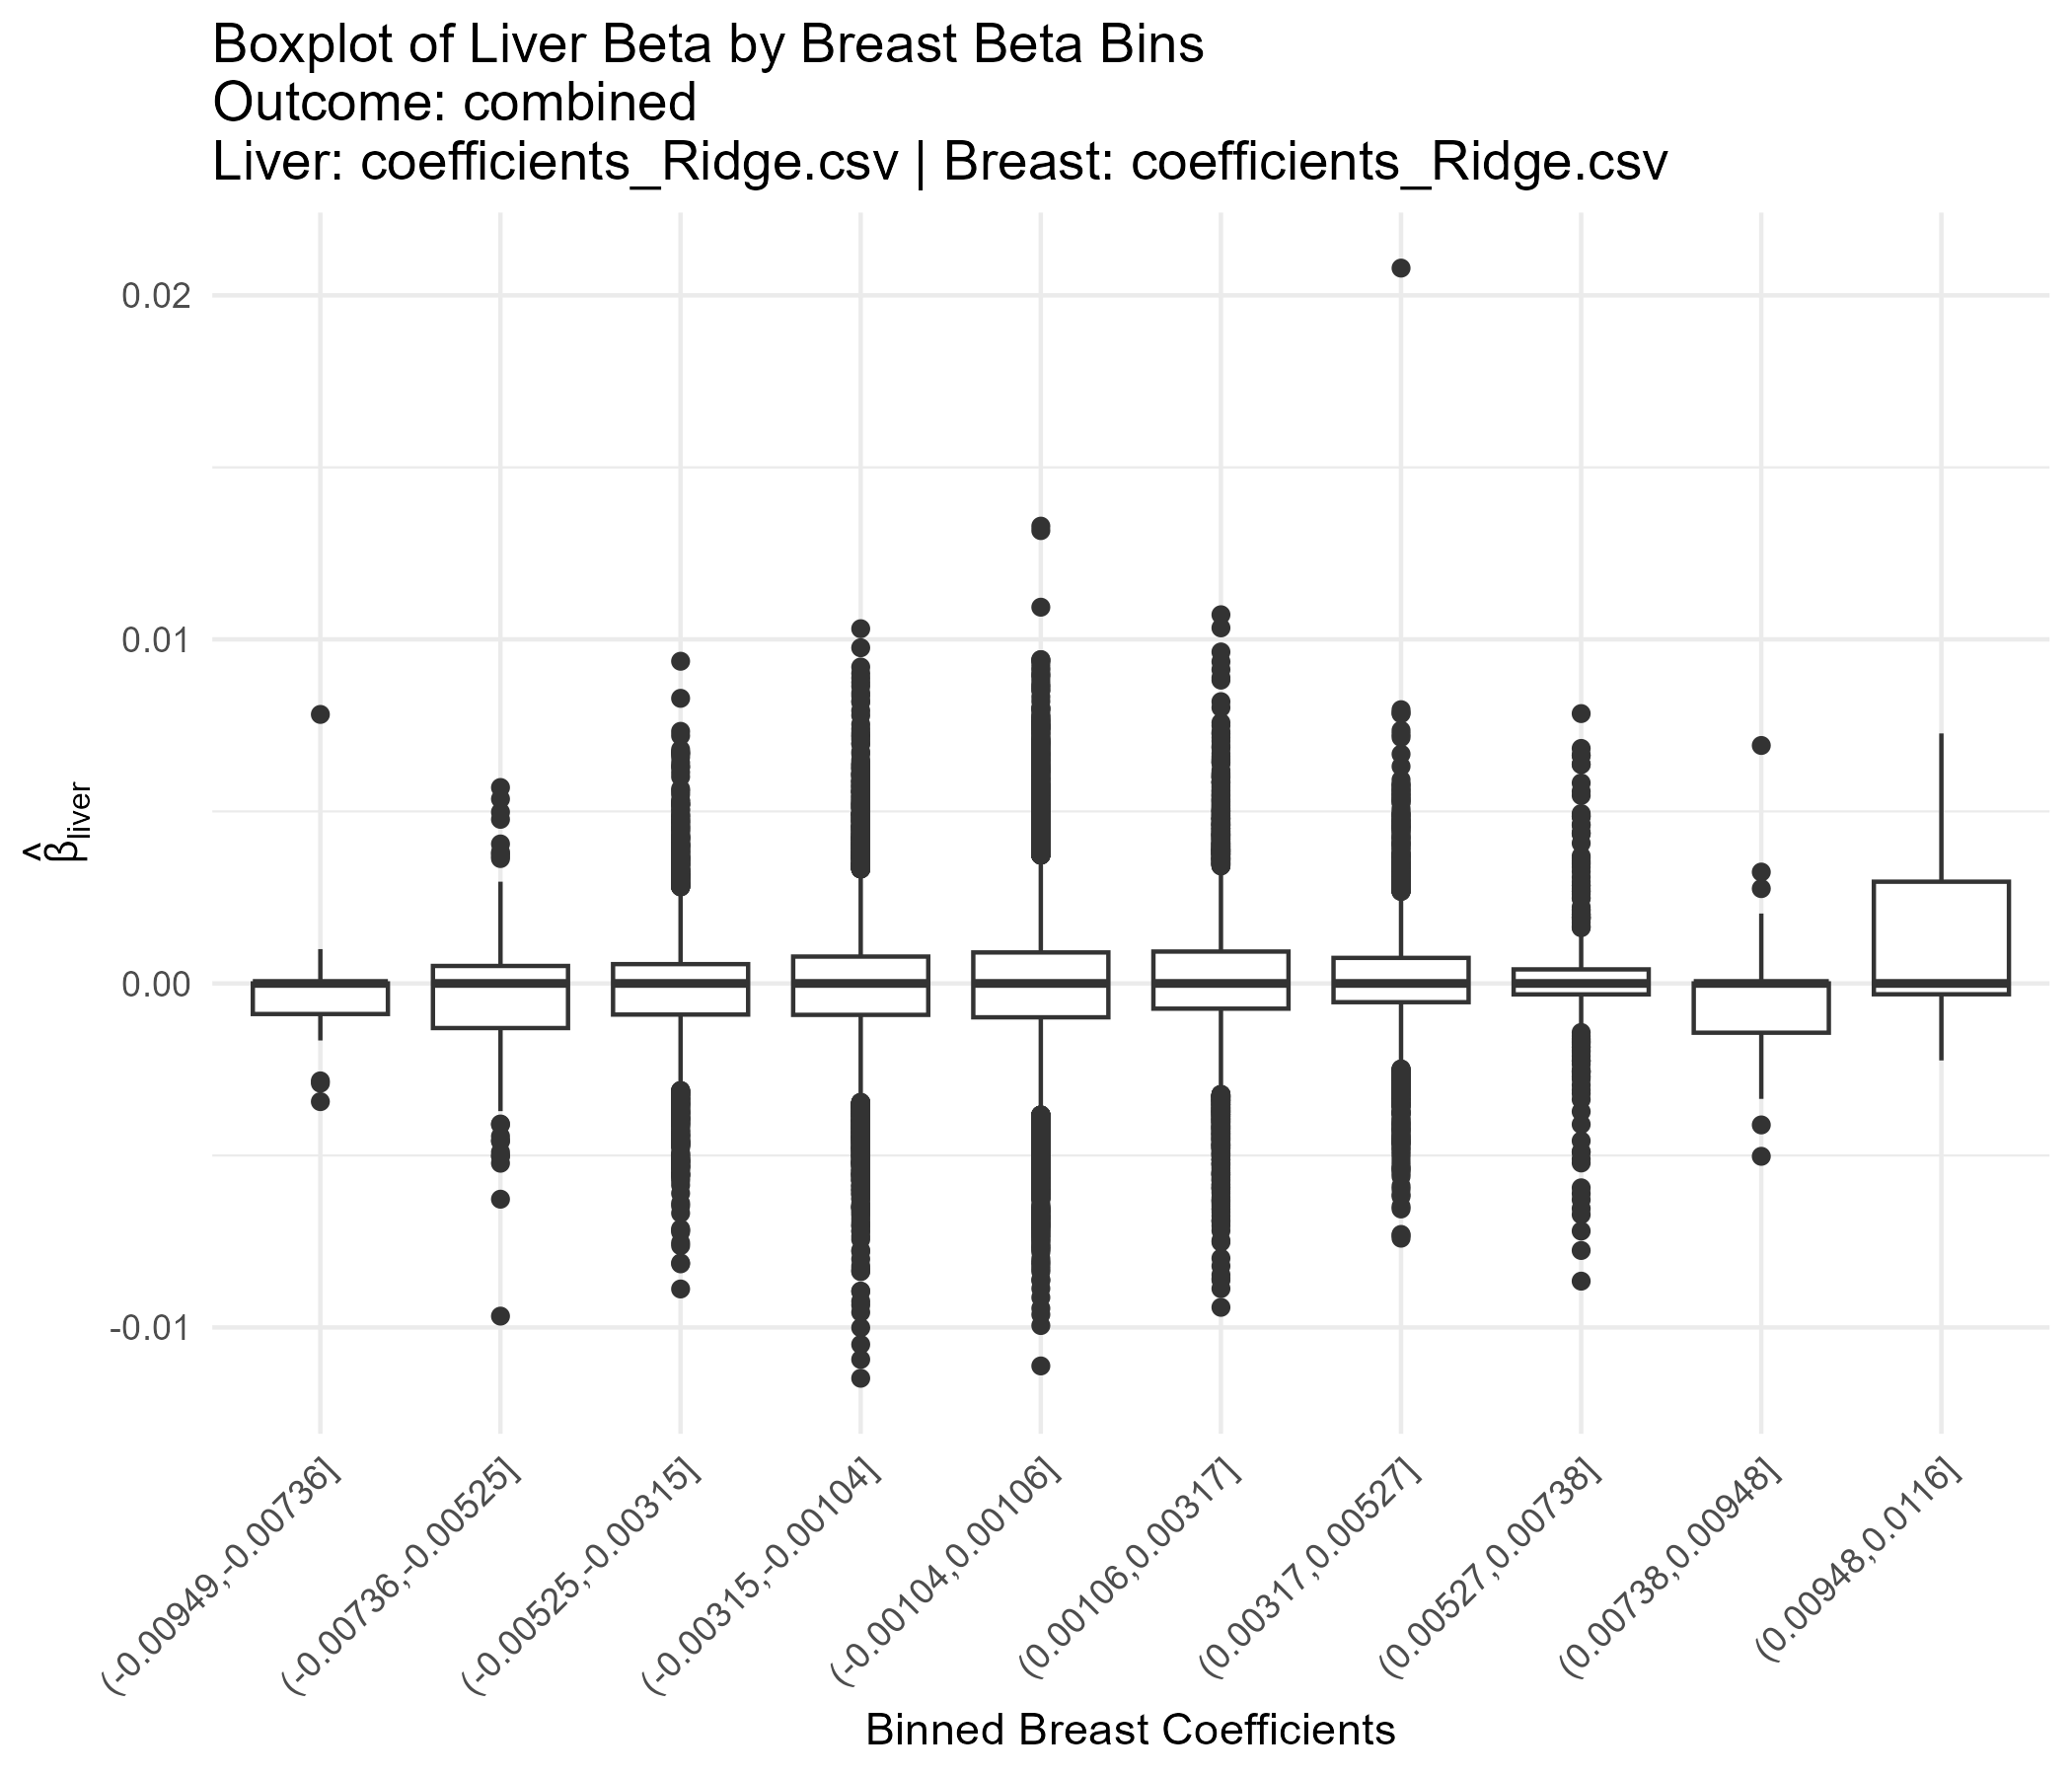 Boxplot of Liver Beta by Breast Beta Bins
Outcome: combined
Liver: coefficients_Ridge.csv | Breast: coefficients_Ridge.csv
0.02
0.01
0.00
-0.01
β̂liver
(-0.00949,-0.00736]
(-0.00736,-0.00525]
(-0.00525,-0.00315]
(-0.00315,-0.00104]
(-0.00104,0.00106]
(0.00106,0.00317]
(0.00317,0.00527]
(0.00527,0.00738]
(0.00738,0.00948]
(0.00948,0.0116]
Binned Breast Coefficients